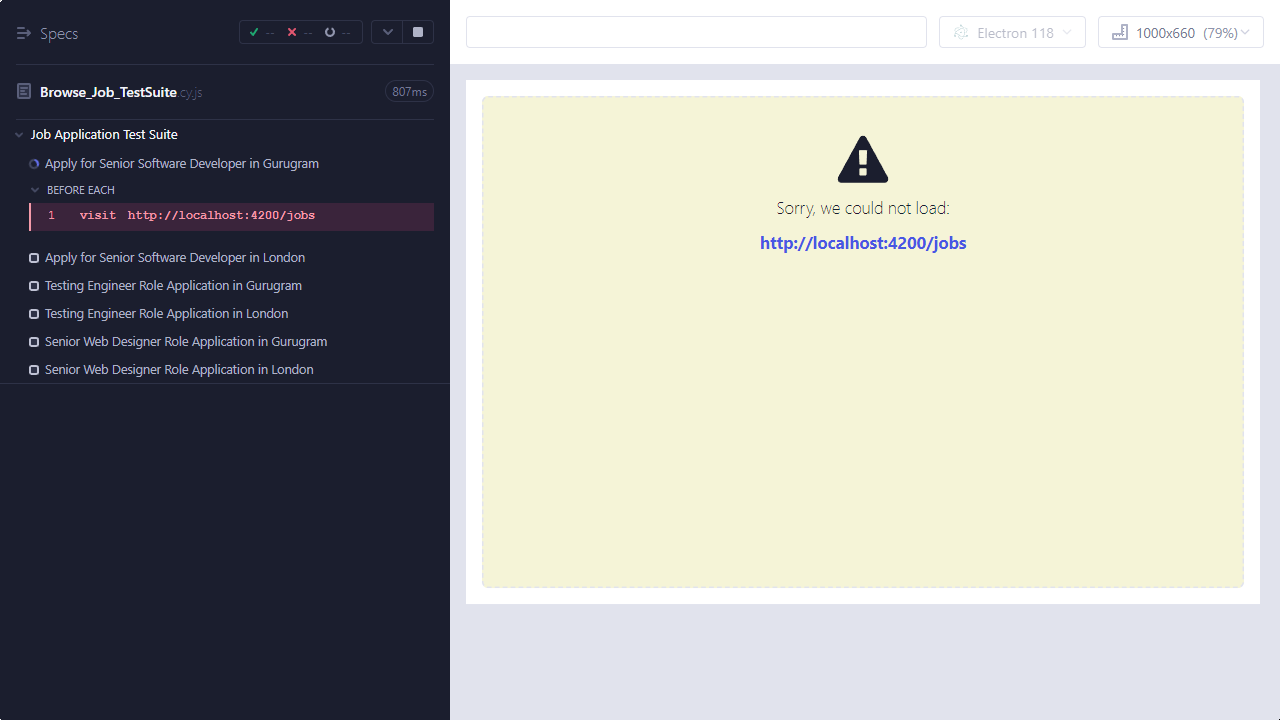 Specs
-- -- --
Browse_Job_TestSuite.cy.js 807ms
Job Application Test Suite
Apply for Senior Software Developer in Gurugram
BEFORE EACH
1 visit http://localhost:4200/jobs
Apply for Senior Software Developer in London
Testing Engineer Role Application in Gurugram
Testing Engineer Role Application in London
Senior Web Designer Role Application in Gurugram
Senior Web Designer Role Application in London
Electron 118
1000x660 (79%)
Sorry, we could not load:
http://localhost:4200/jobs